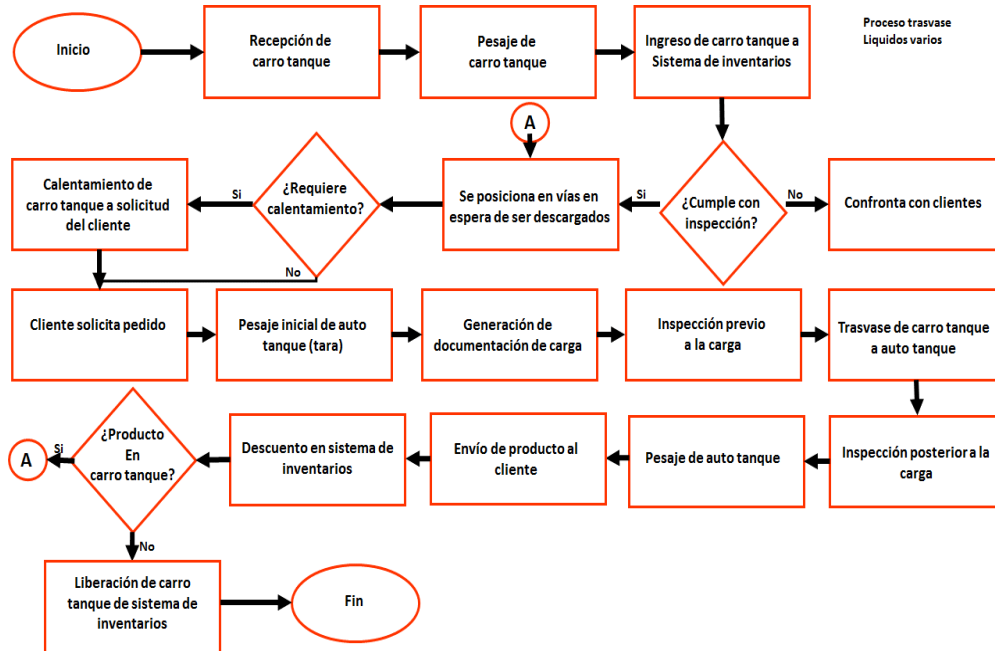 Proceso trasvase
Liquidos varios
Inicio
Recepción de
carro tanque
Pesaje de
carro tanque
Ingreso de carro tanque a
Sistema de inventarios
A
Calentamiento de
carro tanque a solicitud
del cliente
Si
¿Requiere
calentamiento?
No
Se posiciona en vías en
espera de ser descargados
Si
¿Cumple con
inspección?
No
Confronta con clientes
Cliente solicita pedido
Pesaje inicial de auto
tanque (tara)
Generación de
documentación de carga
Inspección previo
a la carga
Trasvase de carro tanque
a auto tanque
A
Si
¿Producto
En
carro tanque?
Descuento en sistema de
inventarios
Envío de producto al
cliente
Pesaje de auto tanque
Inspección posterior a la
carga
No
Liberación de carro
tanque de sistema de
inventarios
Fin